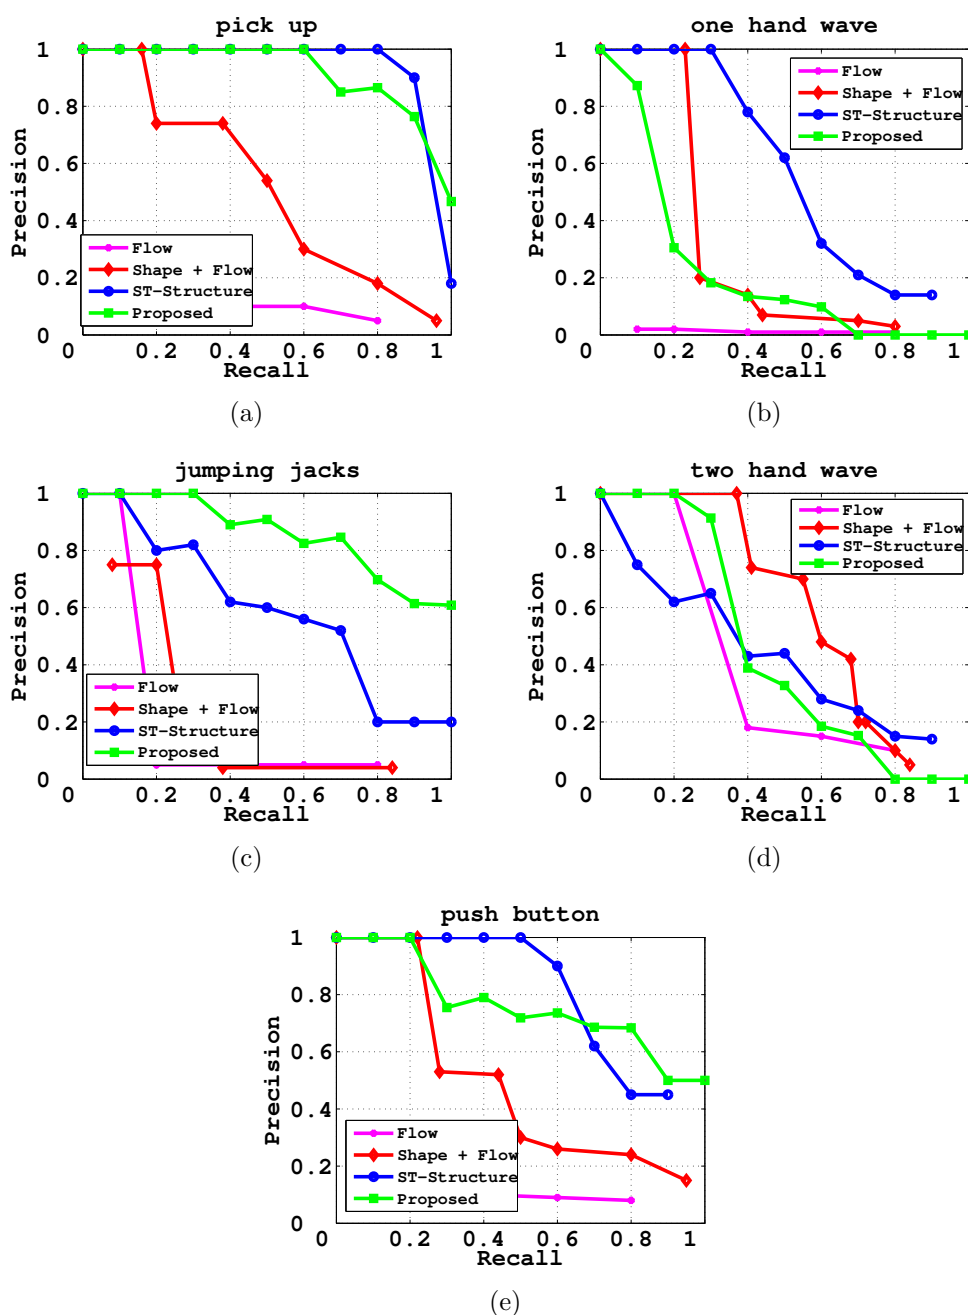 pick up
1
0.8
0.6
0.4
0.2
0
Precision
Flow
Shape + Flow
ST-Structure
Proposed
0 0.2 0.4 0.6 0.8 1
Recall
(a)
one hand wave
1
0.8
0.6
0.4
0.2
0
Precision
Flow
Shape + Flow
ST-Structure
Proposed
0 0.2 0.4 0.6 0.8 1
Recall
(b)
jumping jacks
1
0.8
0.6
0.4
0.2
0
Precision
Flow
Shape + Flow
ST-Structure
Proposed
0 0.2 0.4 0.6 0.8 1
Recall
(c)
two hand wave
1
0.8
0.6
0.4
0.2
0
Precision
Flow
Shape + Flow
ST-Structure
Proposed
0 0.2 0.4 0.6 0.8 1
Recall
(d)
push button
1
0.8
0.6
0.4
0.2
0
Precision
Flow
Shape + Flow
ST-Structure
Proposed
0 0.2 0.4 0.6 0.8 1
Recall
(e)